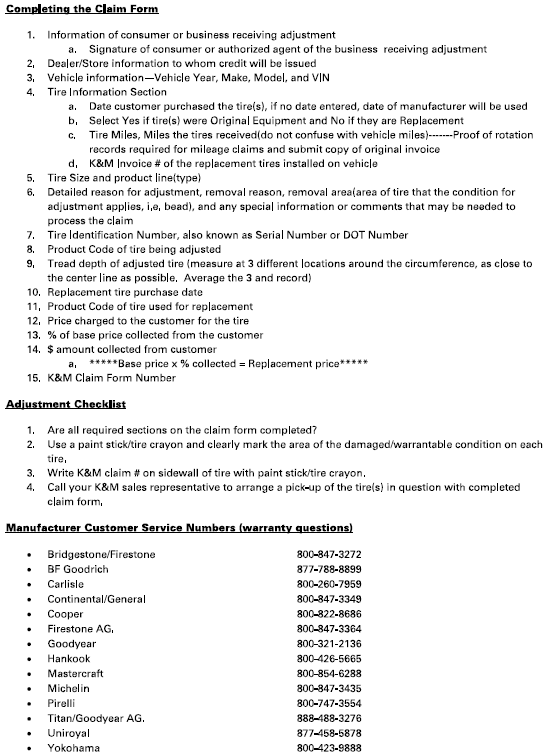 Completing the Claim Form
1. Information of consumer or business receiving adjustment
a. Signature of consumer or authorized agent of the business receiving adjustment
2. Dealer/Store information to whom credit will be issued
3. Vehicle information—Vehicle Year, Make, Model, and VIN
4. Tire Information Section
a. Date customer purchased the tire(s), if no date entered, date of manufacturer will be used
b. Select Yes if tire(s) were Original Equipment and No if they are Replacement
c. Tire Miles, Miles the tires received(do not confuse with vehicle miles)-------Proof of rotation
records required for mileage claims and submit copy of original invoice
d. K&M Invoice # of the replacement tires installed on vehicle
5. Tire Size and product line(type)
6. Detailed reason for adjustment, removal reason, removal area(area of tire that the condition for
adjustment applies, i.e, bead), and any special information or comments that may be needed to
process the claim
7. Tire Identification Number, also known as Serial Number or DOT Number
8. Product Code of tire being adjusted
9. Tread depth of adjusted tire (measure at 3 different locations around the circumference, as close to
the center line as possible. Average the 3 and record)
10. Replacement tire purchase date
11. Product Code of tire used for replacement
12. Price charged to the customer for the tire
13. % of base price collected from the customer
14. $ amount collected from customer
a. *****Base price x % collected = Replacement price*****
15. K&M Claim Form Number
Adjustment Checklist
1. Are all required sections on the claim form completed?
2. Use a paint stick/tire crayon and clearly mark the area of the damaged/warrantable condition on each
tire.
3. Write K&M claim # on sidewall of tire with paint stick/tire crayon.
4. Call your K&M sales representative to arrange a pick-up of the tire(s) in question with completed
claim form.
Manufacturer Customer Service Numbers (warranty questions)
• Bridgestone/Firestone 800-847-3272
• BF Goodrich 877-788-8899
• Carlisle 800-260-7959
• Continental/General 800-847-3349
• Cooper 800-822-8686
• Firestone AG. 800-847-3364
• Goodyear 800-321-2136
• Hankook 800-426-5665
• Mastercraft 800-854-6288
• Michelin 800-847-3435
• Pirelli 800-747-3554
• Titan/Goodyear AG. 888-488-3276
• Uniroyal 877-458-5878
• Yokohama 800-423-9888